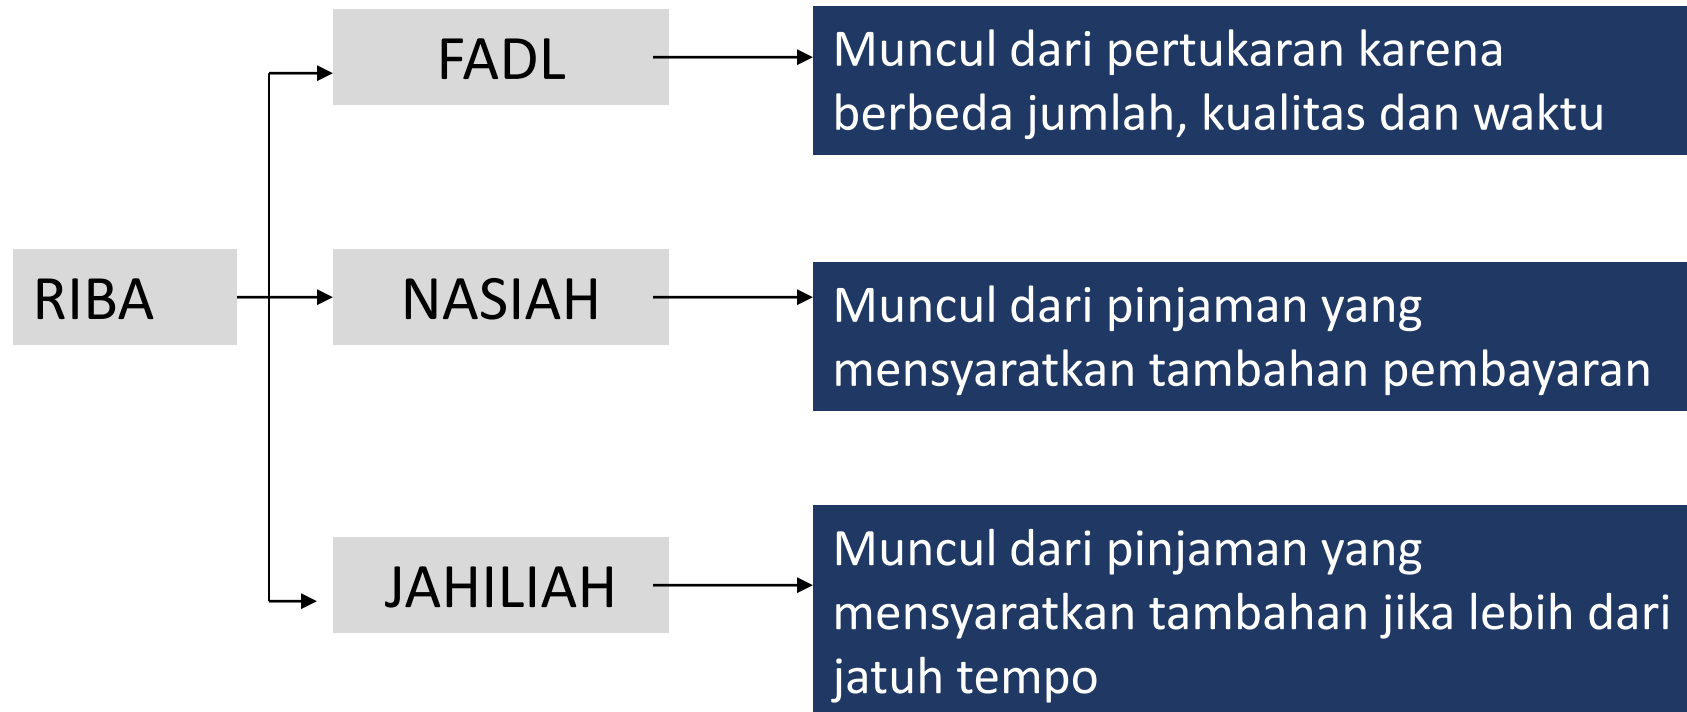 RIBA
FADL
Muncul dari pertukaran karena
berbeda jumlah, kualitas dan waktu
NASIAH
Muncul dari pinjaman yang
mensyaratkan tambahan pembayaran
JAHILIAH
Muncul dari pinjaman yang
mensyaratkan tambahan jika lebih dari
jatuh tempo